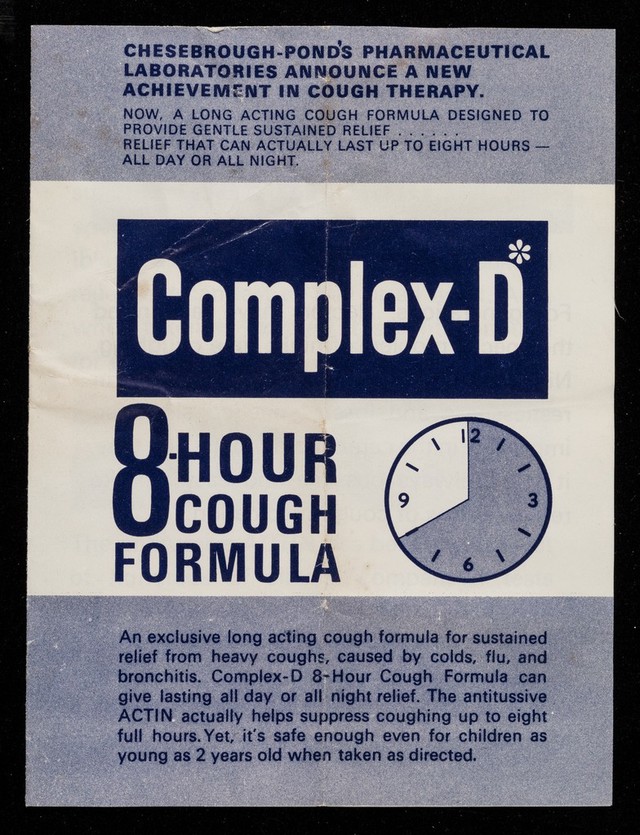 CHESEBROUGH-POND'S PHARMACEUTICAL
LABORATORIES ANNOUNCE A NEW
ACHIEVEMENT IN COUGH THERAPY.
NOW, A LONG ACTING COUGH FORMULA DESIGNED TO
PROVIDE GENTLE SUSTAINED RELIEF . . . . . .
RELIEF THAT CAN ACTUALLY LAST UP TO EIGHT HOURS —
ALL DAY OR ALL NIGHT.
Complex-D*
8-HOUR
COUGH
FORMULA
12
9
3
6
An exclusive long acting cough formula for sustained
relief from heavy coughs, caused by colds, flu, and
bronchitis. Complex-D 8-Hour Cough Formula can
give lasting all day or all night relief. The antitussive
ACTIN actually helps suppress coughing up to eight
full hours. Yet, it's safe enough even for children as
young as 2 years old when taken as directed.